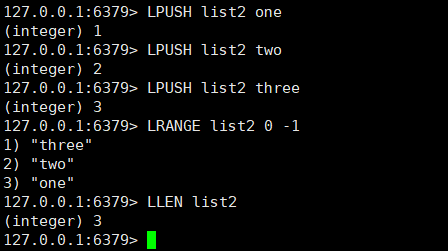 127.0.0.1:6379> LPUSH list2 one
(integer) 1
127.0.0.1:6379> LPUSH list2 two
(integer) 2
127.0.0.1:6379> LPUSH list2 three
(integer) 3
127.0.0.1:6379> LRANGE list2 0 -1
1) "three"
2) "two"
3) "one"
127.0.0.1:6379> LLEN list2
(integer) 3
127.0.0.1:6379>